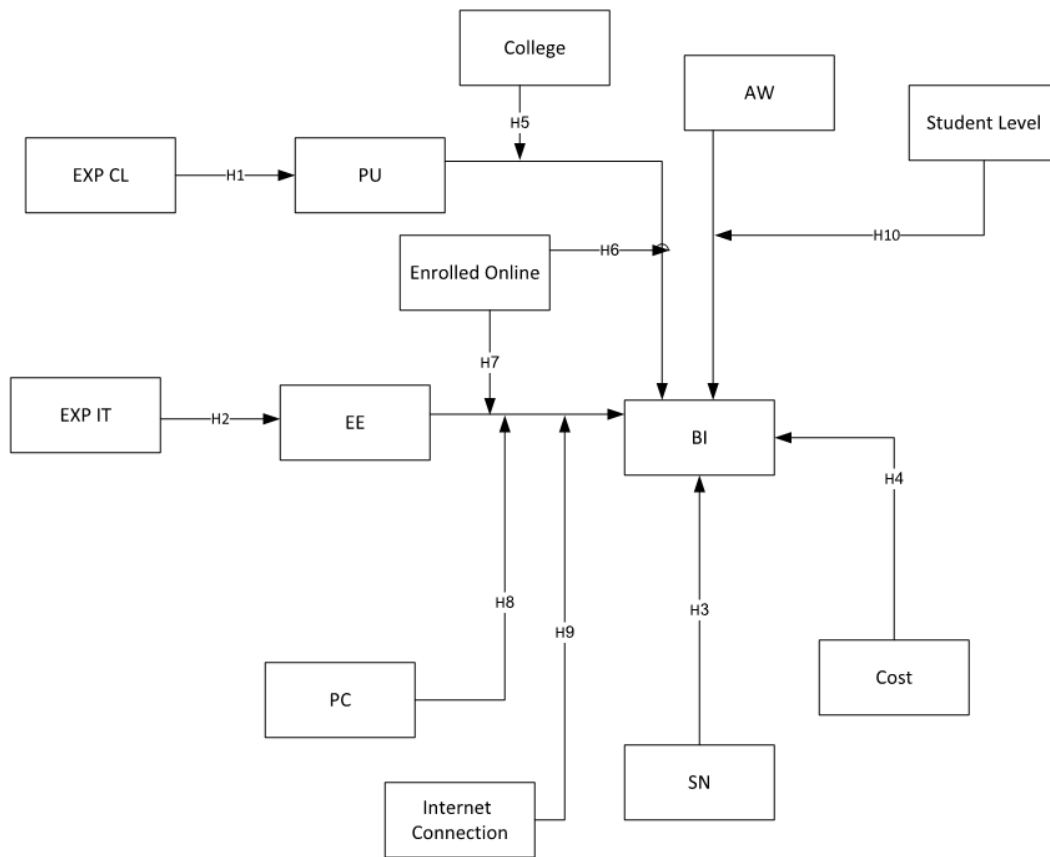 College
AW
Student Level
H5
EXP CL
H1
PU
H10
H6
Enrolled Online
H7
EXP IT
H2
EE
BI
H4
H8
H3
H9
Cost
PC
SN
Internet
Connection